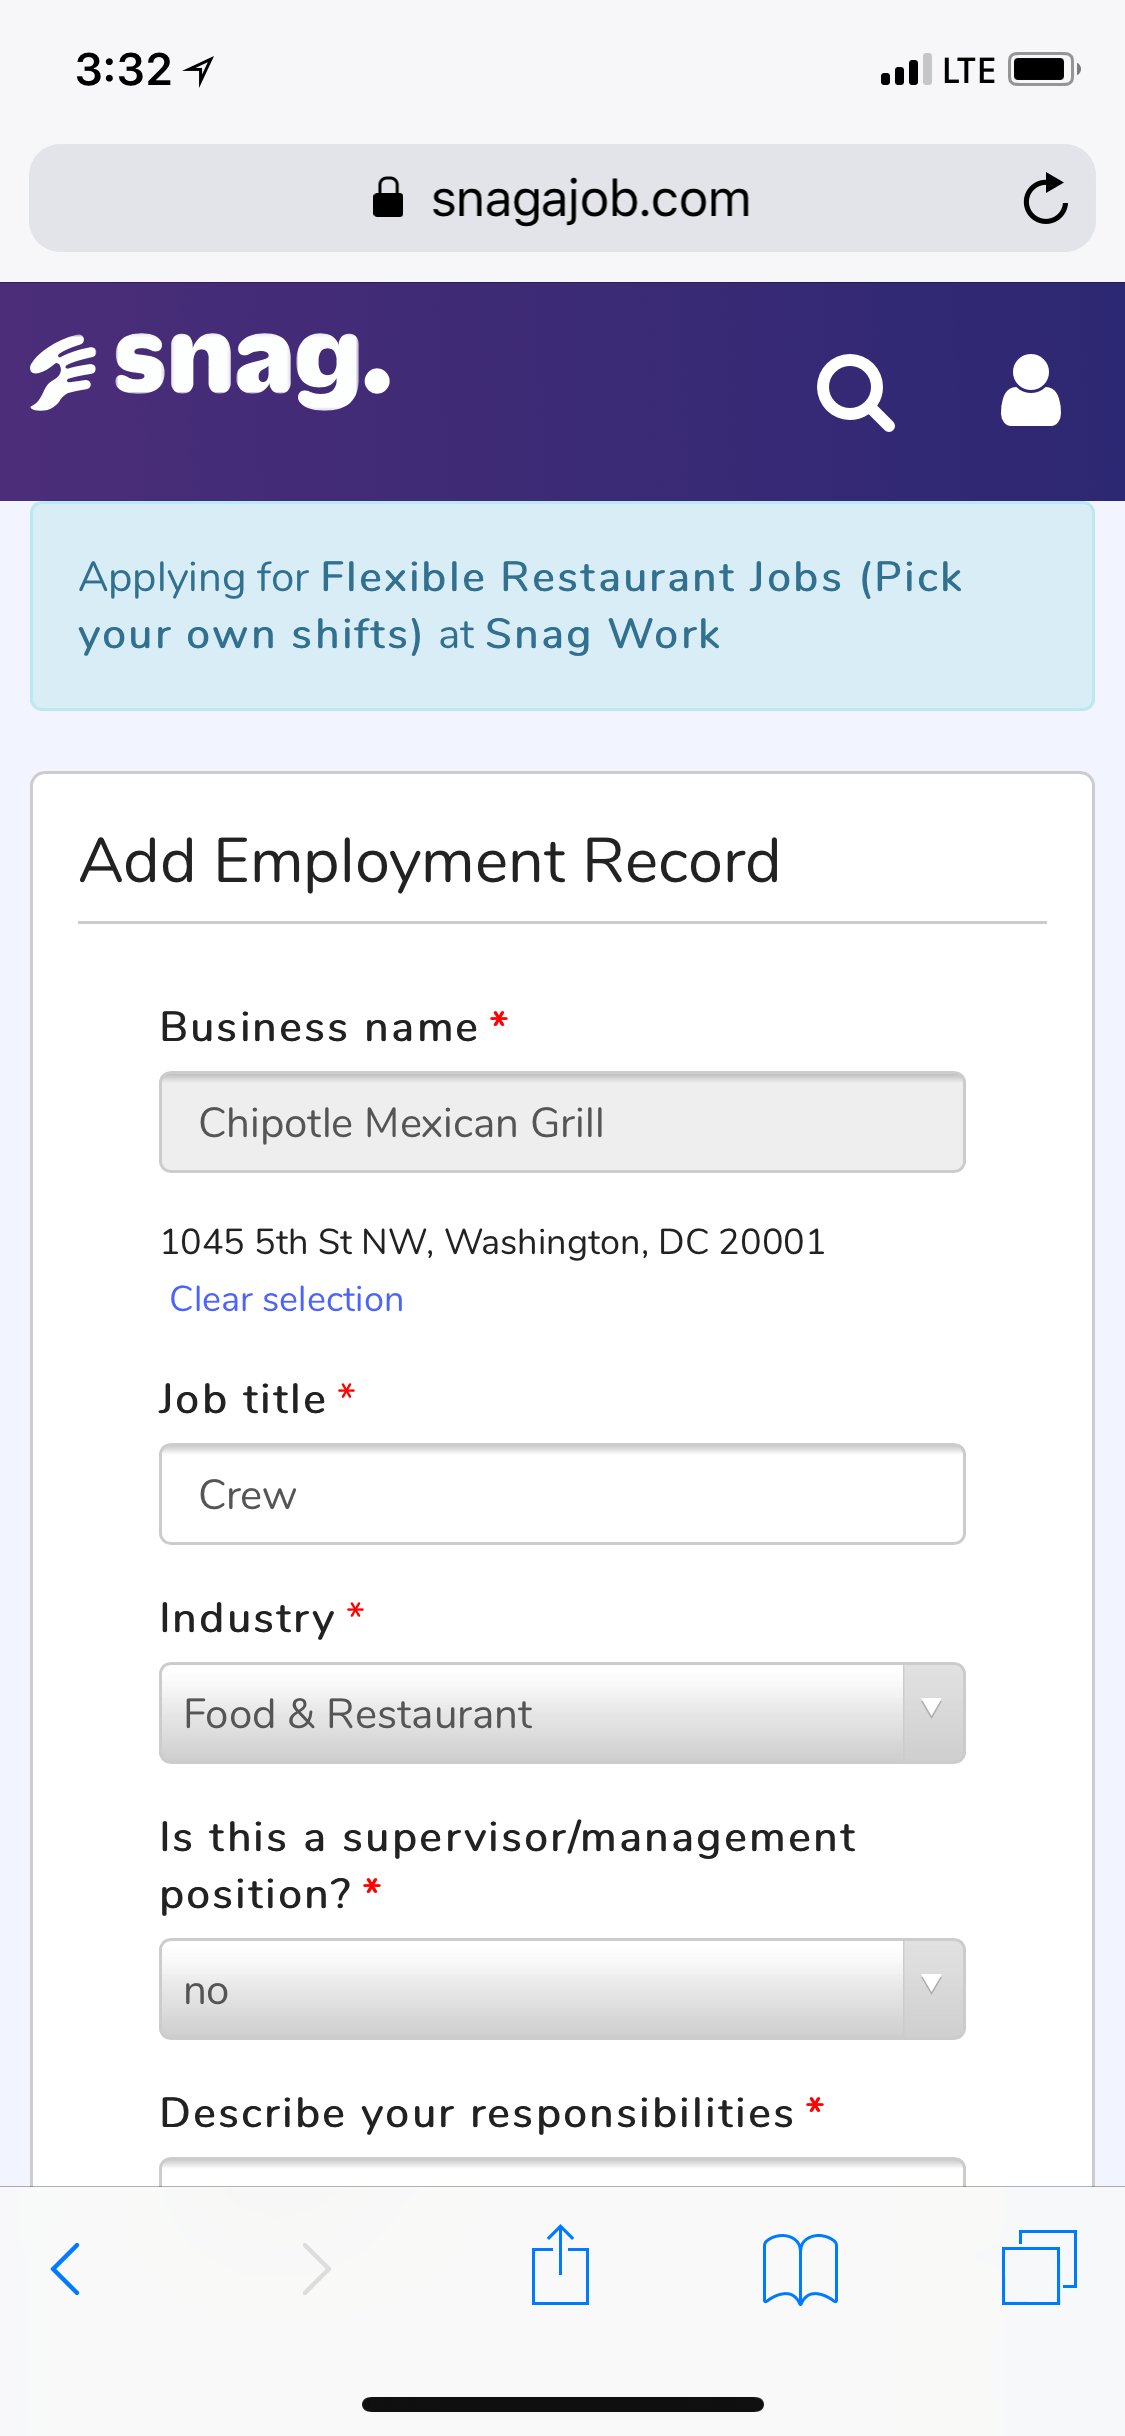 3:32
LTE
snagajob.com
snag.
Applying for Flexible Restaurant Jobs (Pick
your own shifts) at Snag Work
Add Employment Record
Business name *
Chipotle Mexican Grill
1045 5th St NW, Washington, DC 20001
Clear selection
Job title *
Crew
Industry *
Food & Restaurant
Is this a supervisor/management
position? *
no
Describe your responsibilities *